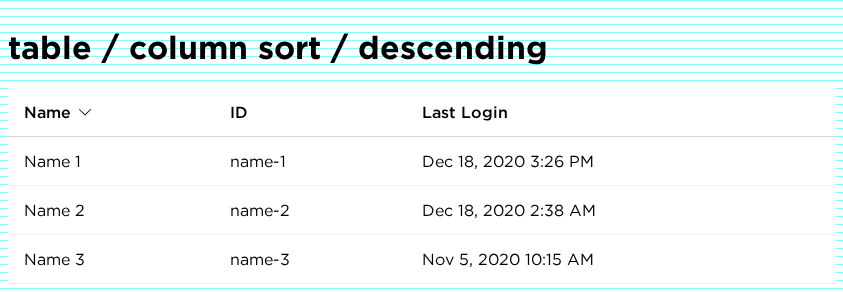 table / column sort / descending
Name ID Last Login
Name 1 name-1 Dec 18, 2020 3:26 PM
Name 2 name-2 Dec 18, 2020 2:38 AM
Name 3 name-3 Nov 5, 2020 10:15 AM